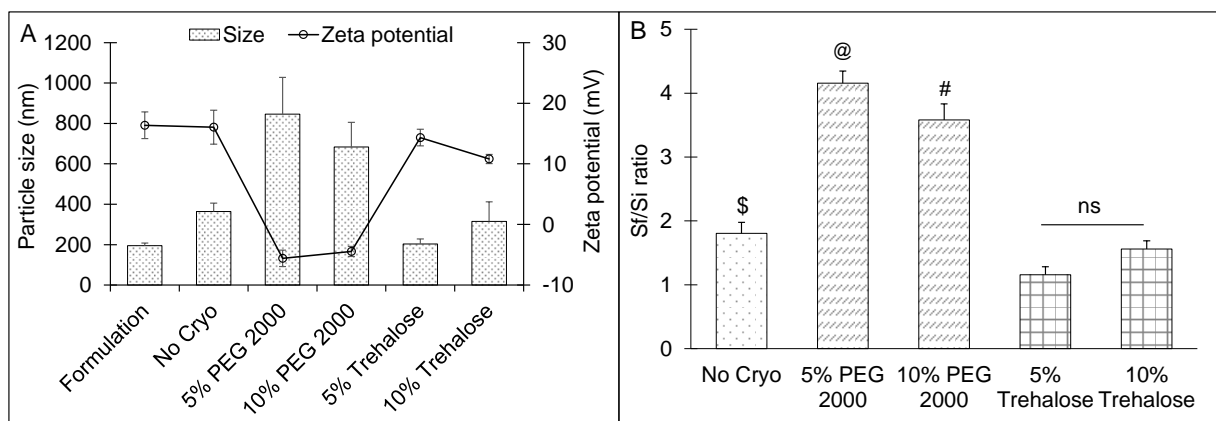 A
Size
Zeta potential
1200
1000
800
600
400
200
0
Particle size (nm)
30
20
10
0
-10
Zeta potential (mV)
Formulation
No Cryo
5% PEG 2000
10% PEG 2000
5% Trehalose
10% Trehalose
B
5
4
3
2
1
0
Sf/Si ratio
$
@
#
ns
No Cryo
5% PEG
2000
10% PEG
2000
5%
Trehalose
10%
Trehalose